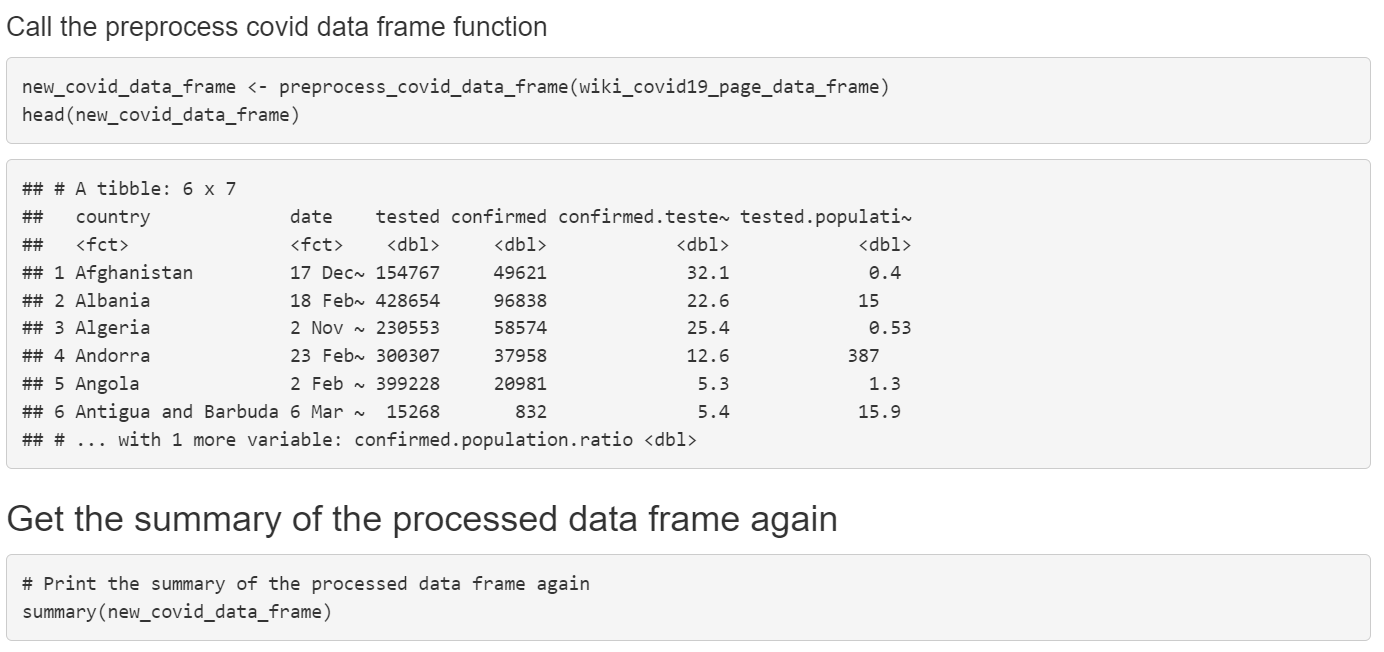 Call the preprocess covid data frame function
new_covid_data_frame <- preprocess_covid_data_frame(wiki_covid19_page_data_frame)
head(new_covid_data_frame)
## # A tibble: 6 x 7
##   country             date    tested confirmed confirmed.teste~ tested.populati~
##   <fct>               <fct>    <dbl>     <dbl>            <dbl>            <dbl>
## 1 Afghanistan         17 Dec~ 154767     49621             32.1             0.4
## 2 Albania             18 Feb~ 428654     96838             22.6            15
## 3 Algeria             2 Nov ~ 230553     58574             25.4             0.53
## 4 Andorra             23 Feb~ 300307     37958             12.6           387
## 5 Angola              2 Feb ~ 399228     20981              5.3             1.3
## 6 Antigua and Barbuda 6 Mar ~  15268       832              5.4            15.9
## # ... with 1 more variable: confirmed.population.ratio <dbl>
Get the summary of the processed data frame again
# Print the summary of the processed data frame again
summary(new_covid_data_frame)